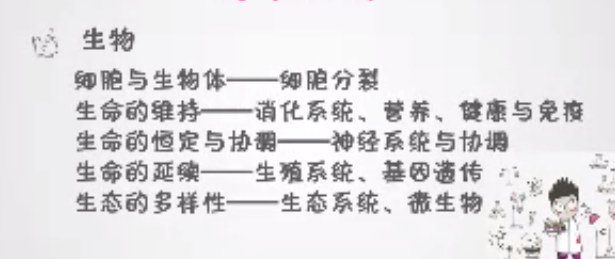 生物
细胞与生物体——细胞分裂
生命的维持——消化系统、营养、健康与免疫
生命的恒定与协调——神经系统与协调
生命的延续——生殖系统、基因遗传
生态的多样性——生态系统、微生物